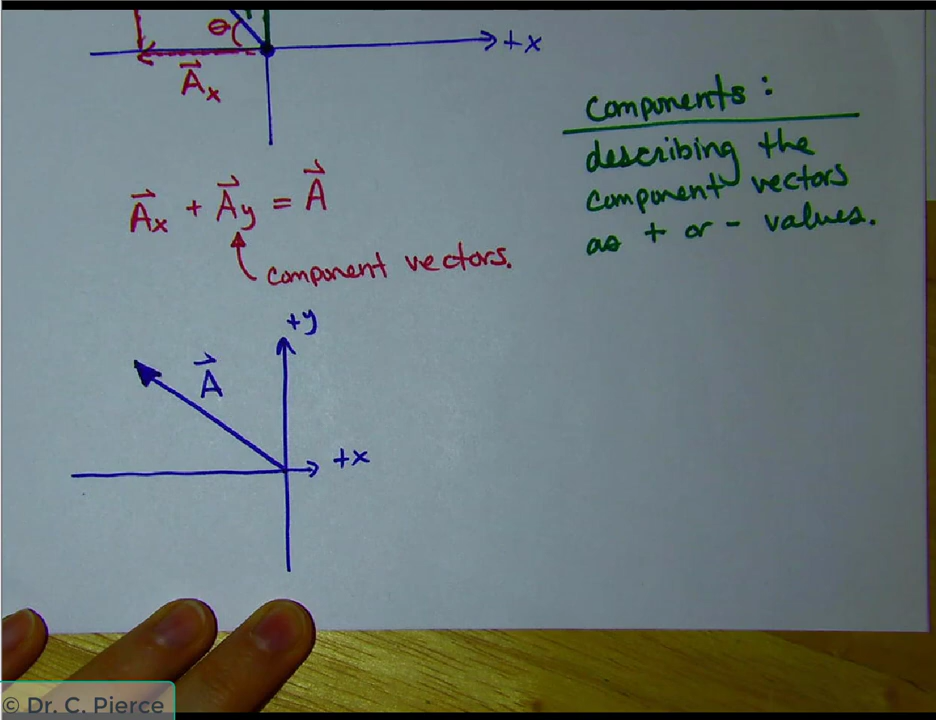 θ
+x
A⃗x
Components:
describing the
component vectors
as + or - values.
A⃗x + A⃗y = A⃗
component vectors.
+y
A⃗
+x
© Dr. C. Pierce